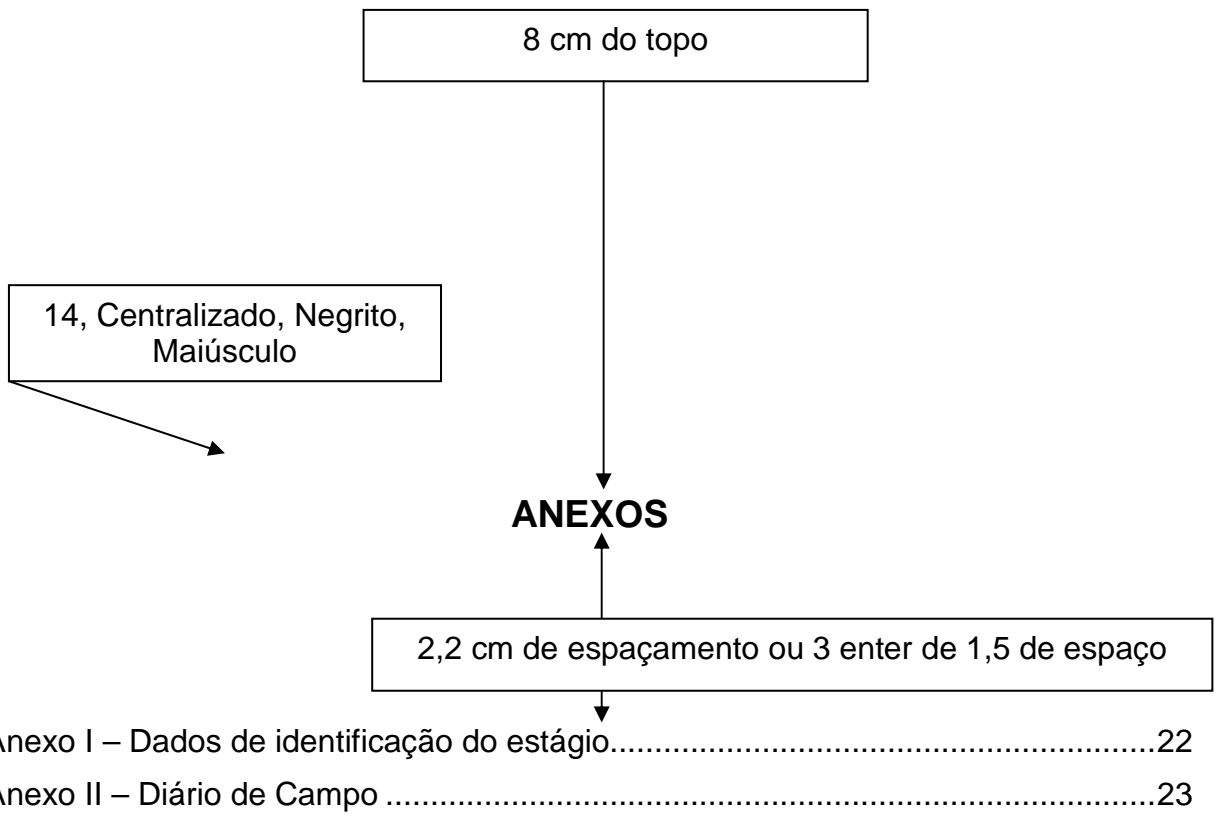 8 cm do topo
14, Centralizado, Negrito,
Maiúsculo
ANEXOS
2,2 cm de espaçamento ou 3 enter de 1,5 de espaço
Anexo I – Dados de identificação do estágio...................................................................22
Anexo II – Diário de Campo ..............................................................................................23